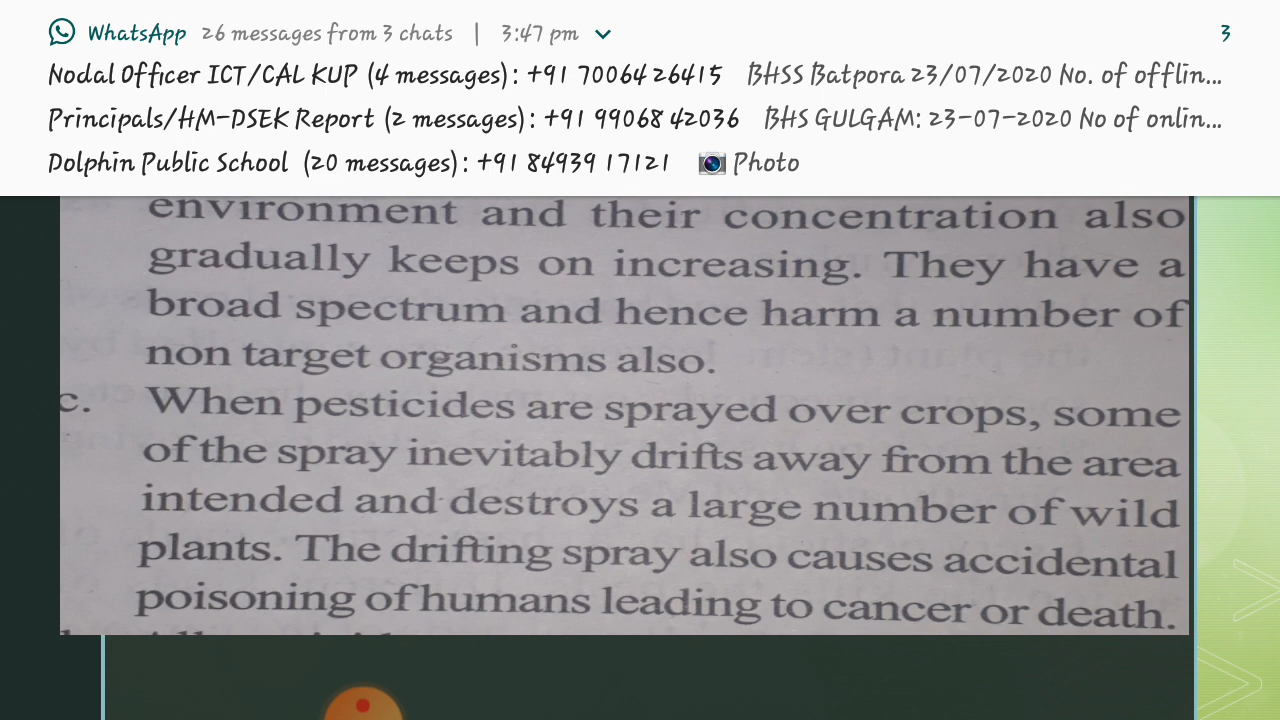 WhatsApp 26 messages from 3 chats | 3:47 pm 3
Nodal Officer ICT/CAL KUP (4 messages) : +91 70064 26415 BHSS Batpora 23/07/2020 No. of offlin...
Principals/HM-DSEK Report (2 messages) : +91 99068 42036 BHS GULGAM: 23-07-2020 No of onlin...
Dolphin Public School (20 messages) : +91 84939 17121 📷 Photo
environment and their concentration also
gradually keeps on increasing. They have a
broad spectrum and hence harm a number of
non target organisms also.
c. When pesticides are sprayed over crops, some
of the spray inevitably drifts away from the area
intended and destroys a large number of wild
plants. The drifting spray also causes accidental
poisoning of humans leading to cancer or death.